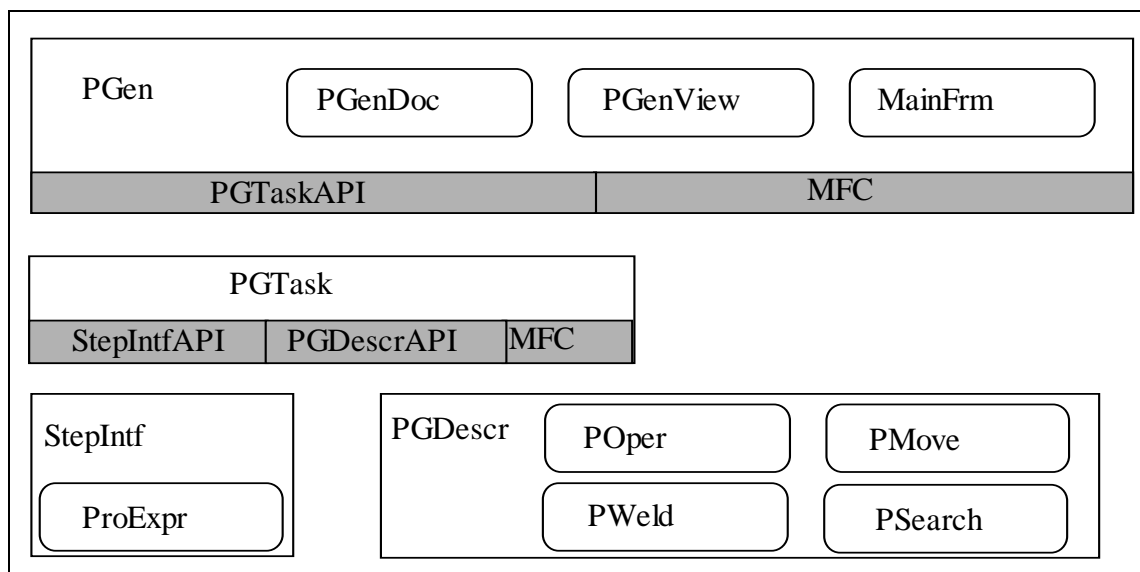 PGen
PGenDoc
PGenView
MainFrm
PGTaskAPI
MFC
PGTask
StepIntfAPI
PGDescrAPI
MFC
StepIntf
ProExpr
PGDescr
POper
PMove
PWeld
PSearch